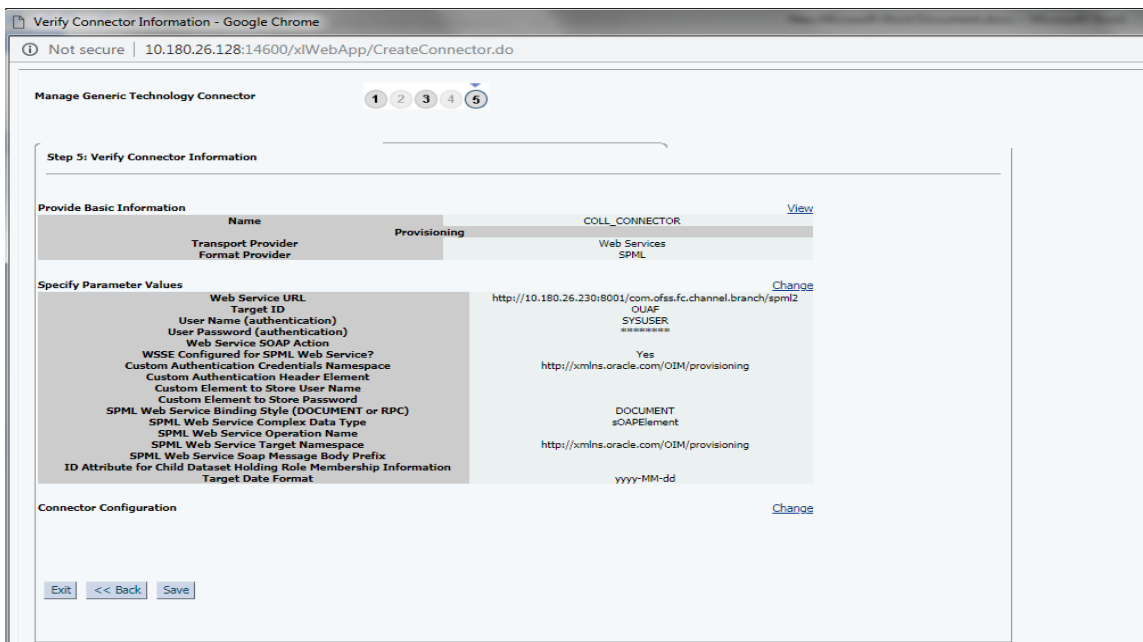 Verify Connector Information - Google Chrome
Not secure | 10.180.26.128:14600/xlWebApp/CreateConnector.do
Manage Generic Technology Connector 1 2 3 4 5
Step 5: Verify Connector Information
Provide Basic Information View
Name COLL_CONNECTOR
Provisioning
Transport Provider Web Services
Format Provider SPML
Specify Parameter Values Change
Web Service URL http://10.180.26.230:8001/com.ofss.fc.channel.branch/spml2
Target ID OUAF
User Name (authentication) SYSUSER
User Password (authentication) ********
Web Service SOAP Action
WSSE Configured for SPML Web Service? Yes
Custom Authentication Credentials Namespace http://xmlns.oracle.com/OIM/provisioning
Custom Authentication Header Element
Custom Element to Store User Name
Custom Element to Store Password
SPML Web Service Binding Style (DOCUMENT or RPC) DOCUMENT
SPML Web Service Complex Data Type sOAPElement
SPML Web Service Operation Name
SPML Web Service Target Namespace http://xmlns.oracle.com/OIM/provisioning
SPML Web Service Soap Message Body Prefix
ID Attribute for Child Dataset Holding Role Membership Information
Target Date Format yyyy-MM-dd
Connector Configuration Change
Exit << Back Save